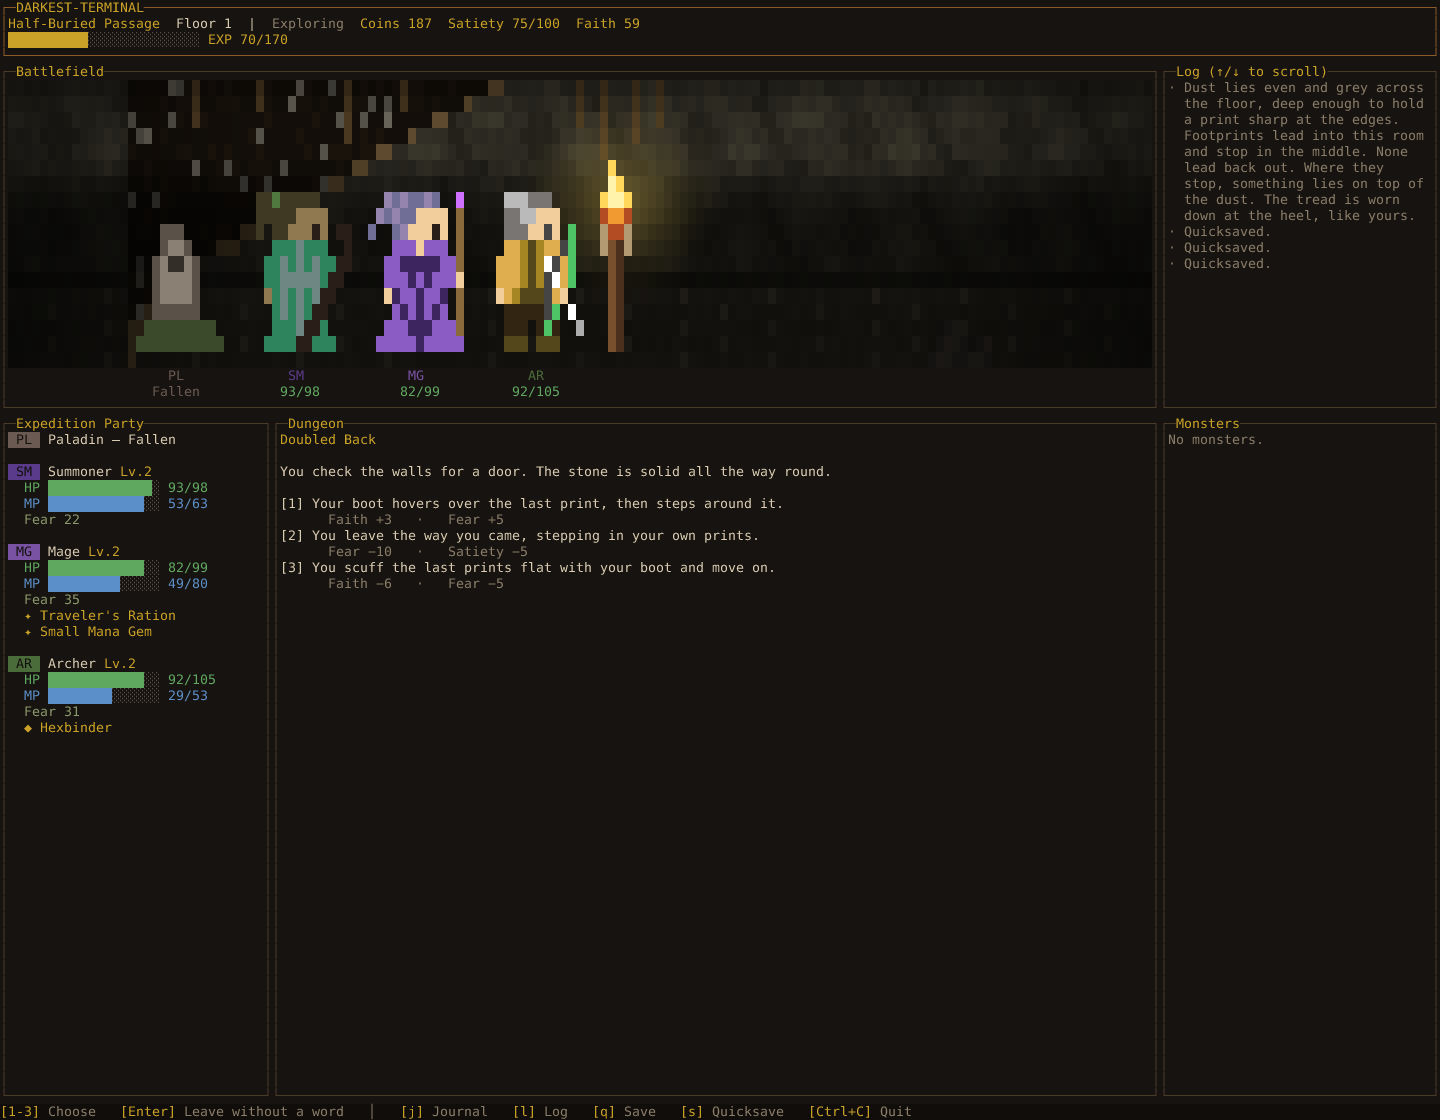 DARKEST-TERMINAL
Half-Buried Passage  Floor 1  |  Exploring  Coins 187  Satiety 75/100  Faith 59
EXP 70/170
Battlefield
PL
Fallen
SM
93/98
MG
82/99
AR
92/105
Log (↑/↓ to scroll)
· Dust lies even and grey across
the floor, deep enough to hold
a print sharp at the edges.
Footprints lead into this room
and stop in the middle. None
lead back out. Where they
stop, something lies on top of
the dust. The tread is worn
down at the heel, like yours.
· Quicksaved.
· Quicksaved.
· Quicksaved.
Expedition Party
PL Paladin — Fallen
SM Summoner Lv.2
HP 93/98
MP 53/63
Fear 22
MG Mage Lv.2
HP 82/99
MP 49/80
Fear 35
✦ Traveler's Ration
✦ Small Mana Gem
AR Archer Lv.2
HP 92/105
MP 29/53
Fear 31
◆ Hexbinder
Dungeon
Doubled Back
You check the walls for a door. The stone is solid all the way round.
[1] Your boot hovers over the last print, then steps around it.
Faith +3 · Fear +5
[2] You leave the way you came, stepping in your own prints.
Fear −10 · Satiety −5
[3] You scuff the last prints flat with your boot and move on.
Faith −6 · Fear −5
Monsters
No monsters.
[1-3] Choose [Enter] Leave without a word | [j] Journal [l] Log [q] Save [s] Quicksave [Ctrl+C] Quit